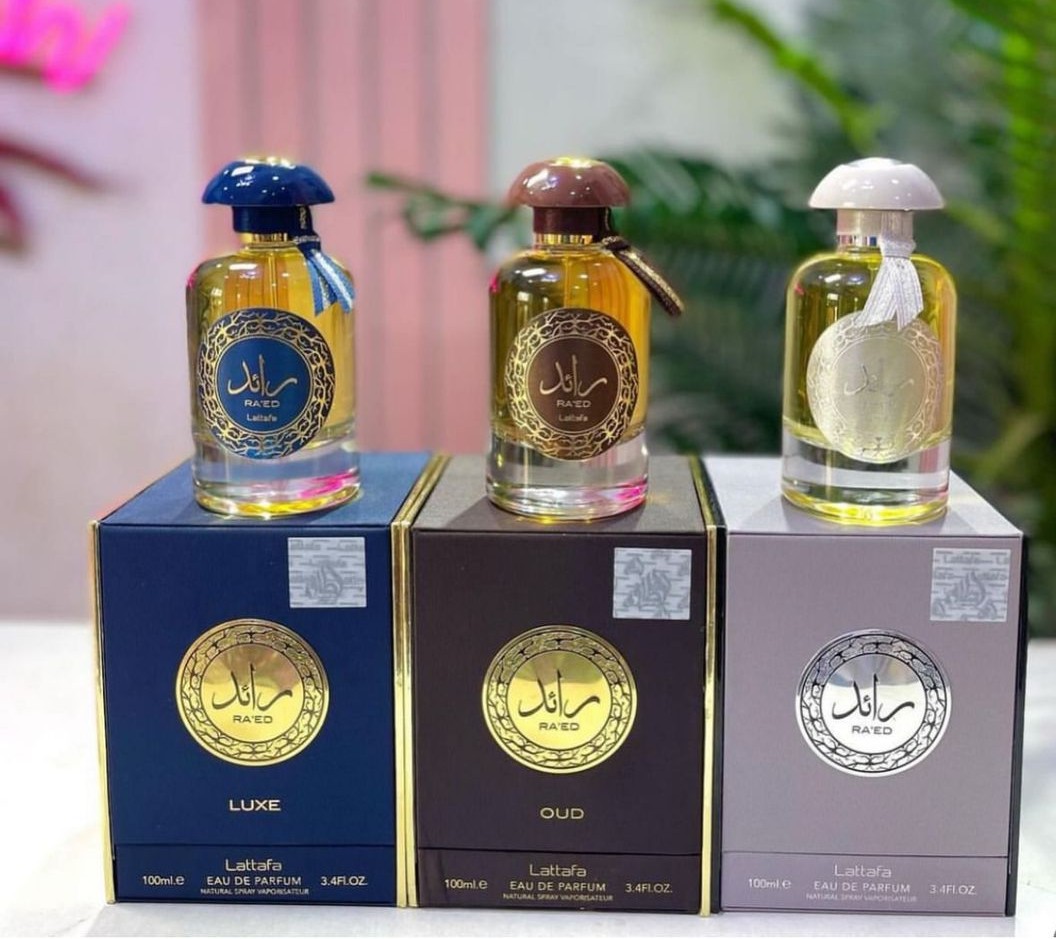 رائد
RA'ED
Lattafa
رائد
RA'ED
Lattafa
رائد
رائد
RA'ED
LUXE
Lattafa
100ml.e EAU DE PARFUM 3.4Fl.OZ.
NATURAL SPRAY VAPORISATEUR
رائد
RA'ED
OUD
Lattafa
100ml℮ EAU DE PARFUM 3.4Fl.OZ.
NATURAL SPRAY VAPORISATEUR
Lattafa
رائد
RA'ED
Lattafa
100ml℮ EAU DE PARFUM 3.4Fl.OZ.
NATURAL SPRAY VAPORISATEUR